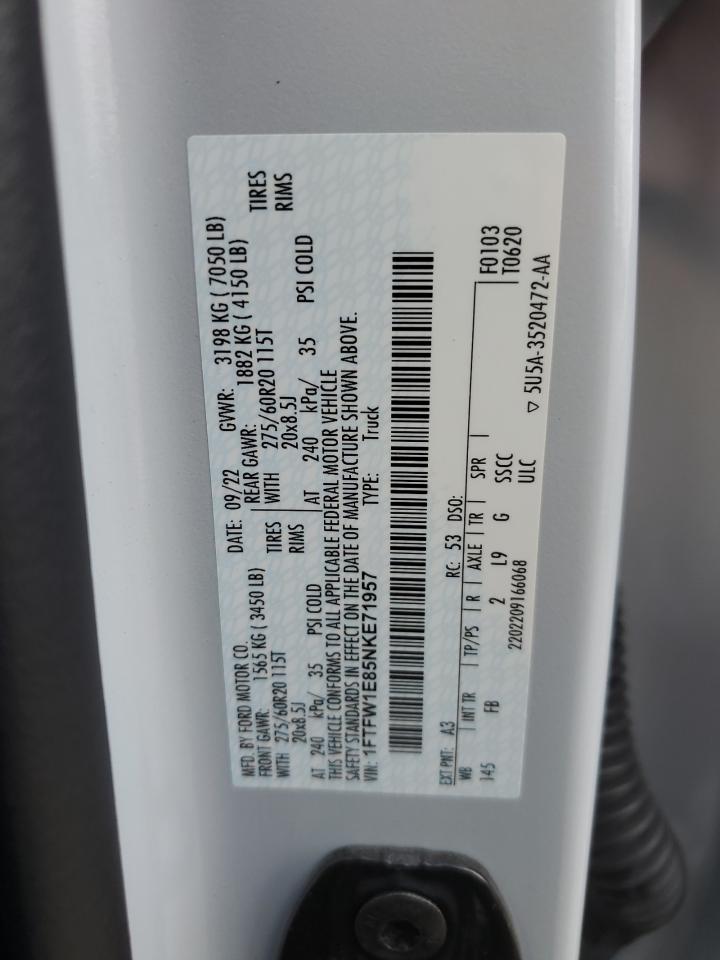 MFD. BY FORD MOTOR CO. DATE: 09/22 GVWR: 3198 KG ( 7050 LB)
FRONT GAWR: 1565 KG ( 3450 LB) REAR GAWR: 1882 KG ( 4150 LB)
WITH 275/60R20 115T TIRES WITH 275/60R20 115T TIRES
20x8.5J RIMS 20x8.5J RIMS
AT 240 kPa/ 35 PSI COLD AT 240 kPa/ 35 PSI COLD
THIS VEHICLE CONFORMS TO ALL APPLICABLE FEDERAL MOTOR VEHICLE
SAFETY STANDARDS IN EFFECT ON THE DATE OF MANUFACTURE SHOWN ABOVE.
VIN: 1FTFW1E85NKE71957 TYPE: Truck
EXT PNT: A3 RC: 53 DSO: F0103
WB INT TR TP/PS R AXLE TR SPR T0620
145 FB 2 L9 G SSCC
2202209166068 ULC ▽ 5U5A-3520472-AA